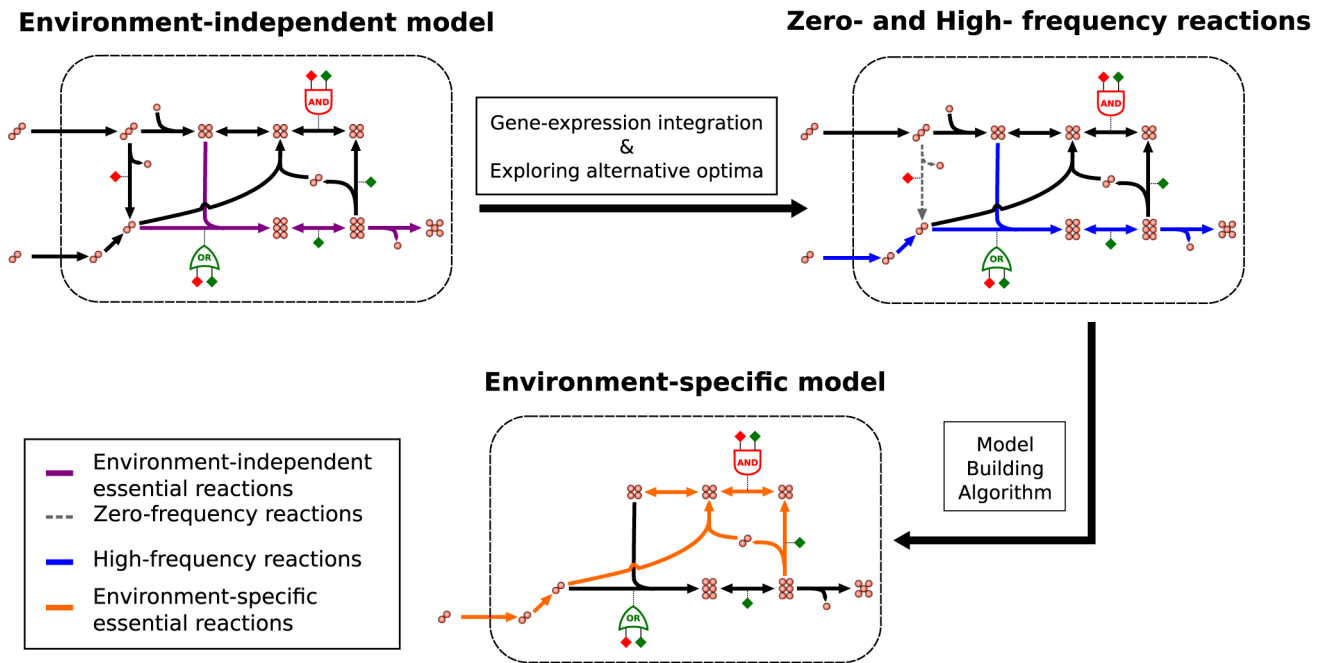 Environment-independent model
Zero- and High- frequency reactions
AND
OR
Gene-expression integration
&
Exploring alternative optima
AND
OR
Environment-specific model
AND
OR
Model
Building
Algorithm
Environment-independent
essential reactions
Zero-frequency reactions
High-frequency reactions
Environment-specific
essential reactions